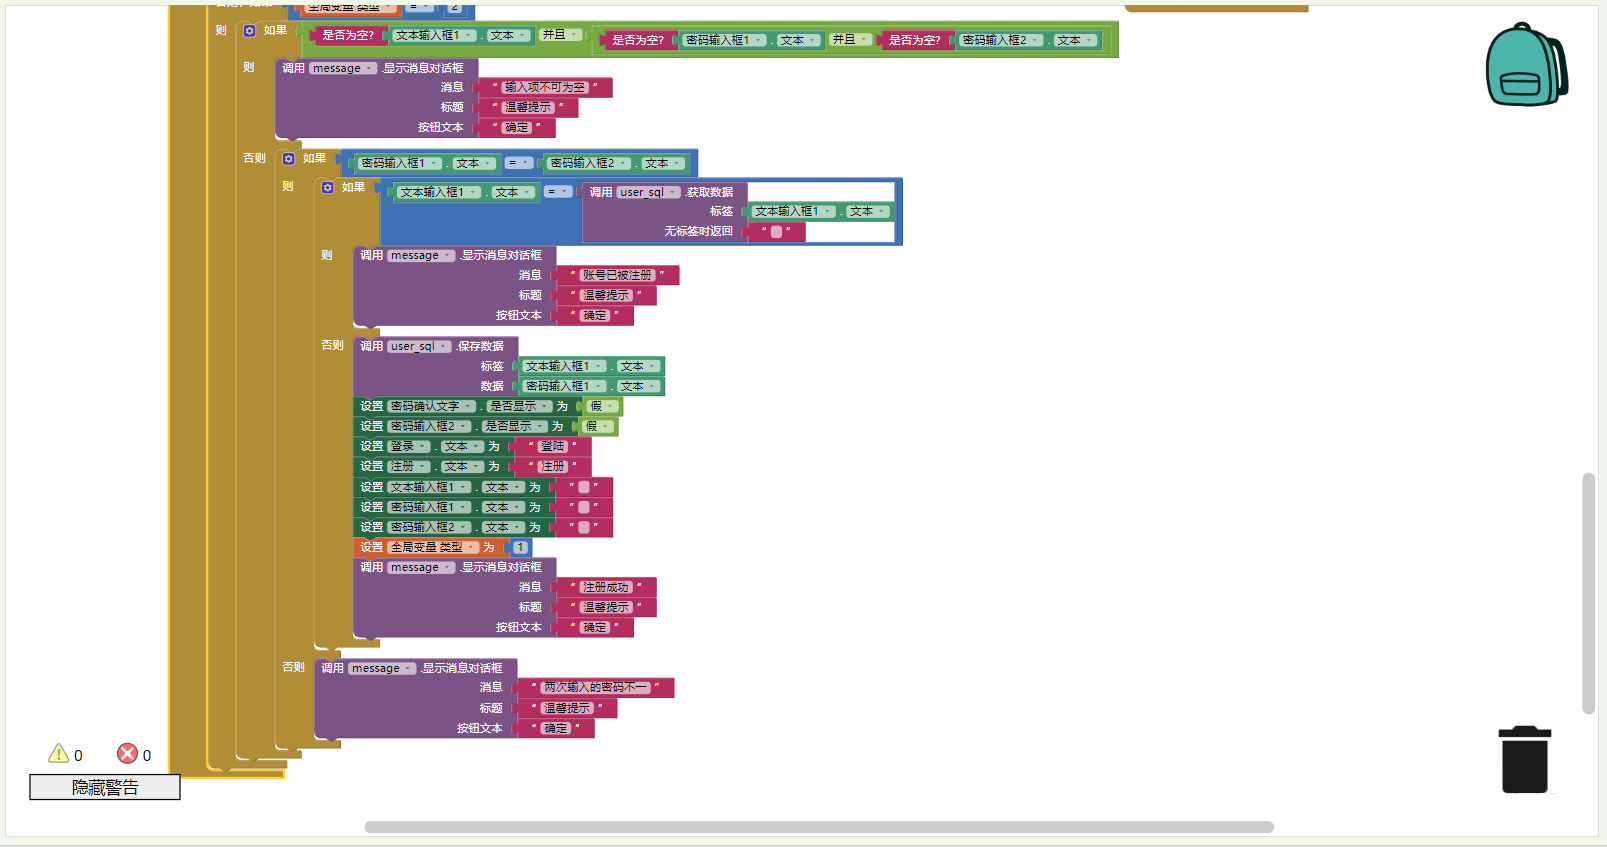 全局变量 类型 = 2
则 如果 是否为空? 文本输入框1 . 文本 并且 是否为空? 密码输入框1 . 文本 并且 是否为空? 密码输入框2 . 文本
则 调用 message .显示消息对话框
消息 “ 输入项不可为空 ”
标题 “ 温馨提示 ”
按钮文本 “ 确定 ”
否则 如果 密码输入框1 . 文本 = 密码输入框2 . 文本
则 如果 文本输入框1 . 文本 = 调用 user_sql .获取数据
标签 文本输入框1 . 文本
无标签时返回 “ ”
则 调用 message .显示消息对话框
消息 “ 账号已被注册 ”
标题 “ 温馨提示 ”
按钮文本 “ 确定 ”
否则 调用 user_sql .保存数据
标签 文本输入框1 . 文本
数据 密码输入框1 . 文本
设置 密码确认文字 . 是否显示 为 假
设置 密码输入框2 . 是否显示 为 假
设置 登录 . 文本 为 “ 登陆 ”
设置 注册 . 文本 为 “ 注册 ”
设置 文本输入框1 . 文本 为 “ ”
设置 密码输入框1 . 文本 为 “ ”
设置 密码输入框2 . 文本 为 “ ”
设置 全局变量 类型 为 1
调用 message .显示消息对话框
消息 “ 注册成功 ”
标题 “ 温馨提示 ”
按钮文本 “ 确定 ”
否则 调用 message .显示消息对话框
消息 “ 两次输入的密码不一 ”
标题 “ 温馨提示 ”
按钮文本 “ 确定 ”
0 0
隐藏警告